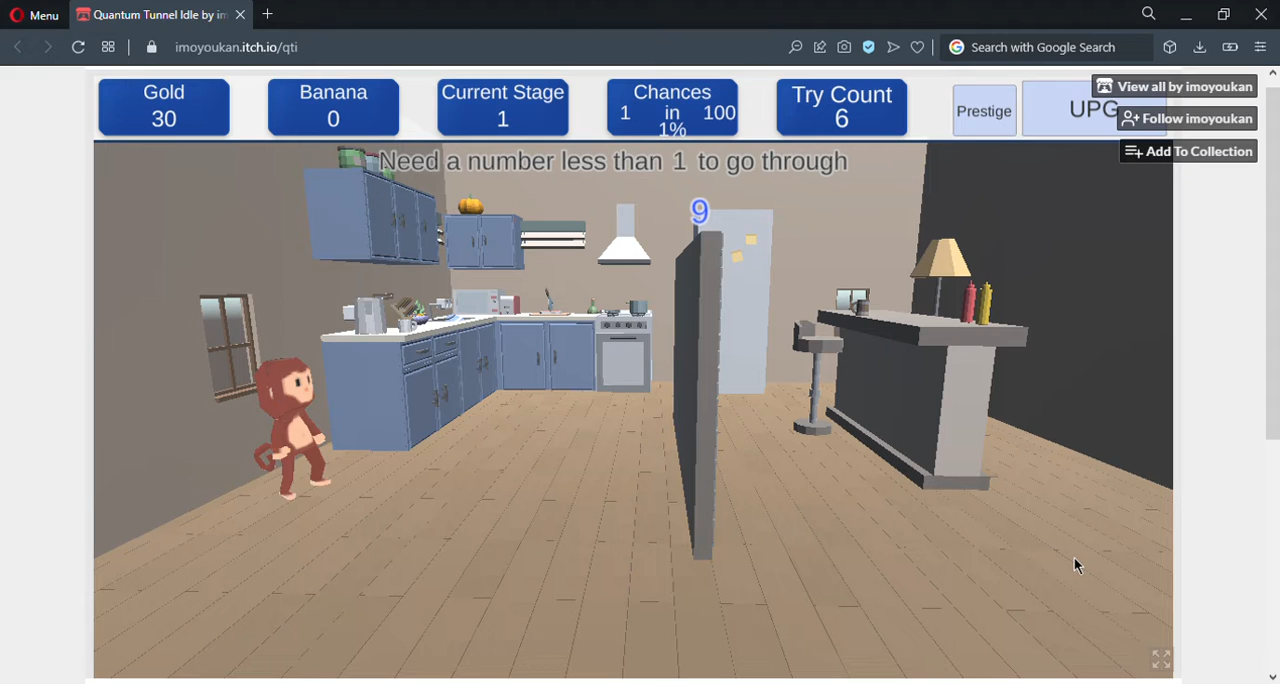 Menu
Quantum Tunnel Idle by im
imoyoukan.itch.io/qti
Search with Google Search
Gold
30
Banana
0
Current Stage
1
Chances
1 in 100
1%
Try Count
6
Prestige
UPG
View all by imoyoukan
Follow imoyoukan
Add To Collection
Need a number less than 1 to go through
9